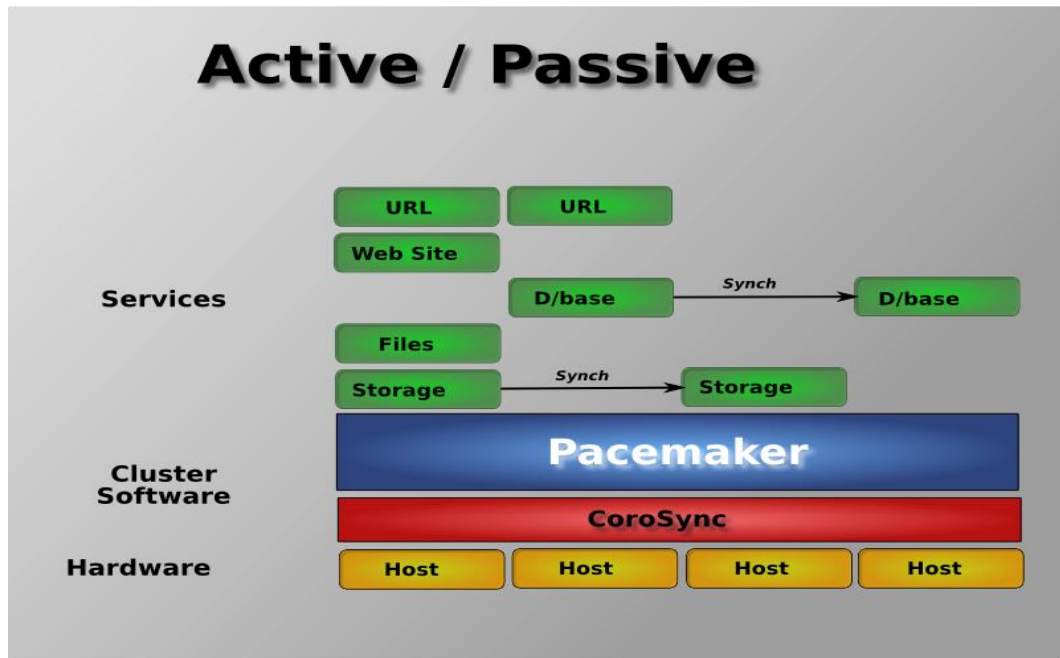 Active / Passive
URL
URL
Web Site
Services
D/base
Synch
D/base
Files
Storage
Synch
Storage
Pacemaker
Cluster
Software
CoroSync
Hardware
Host
Host
Host
Host